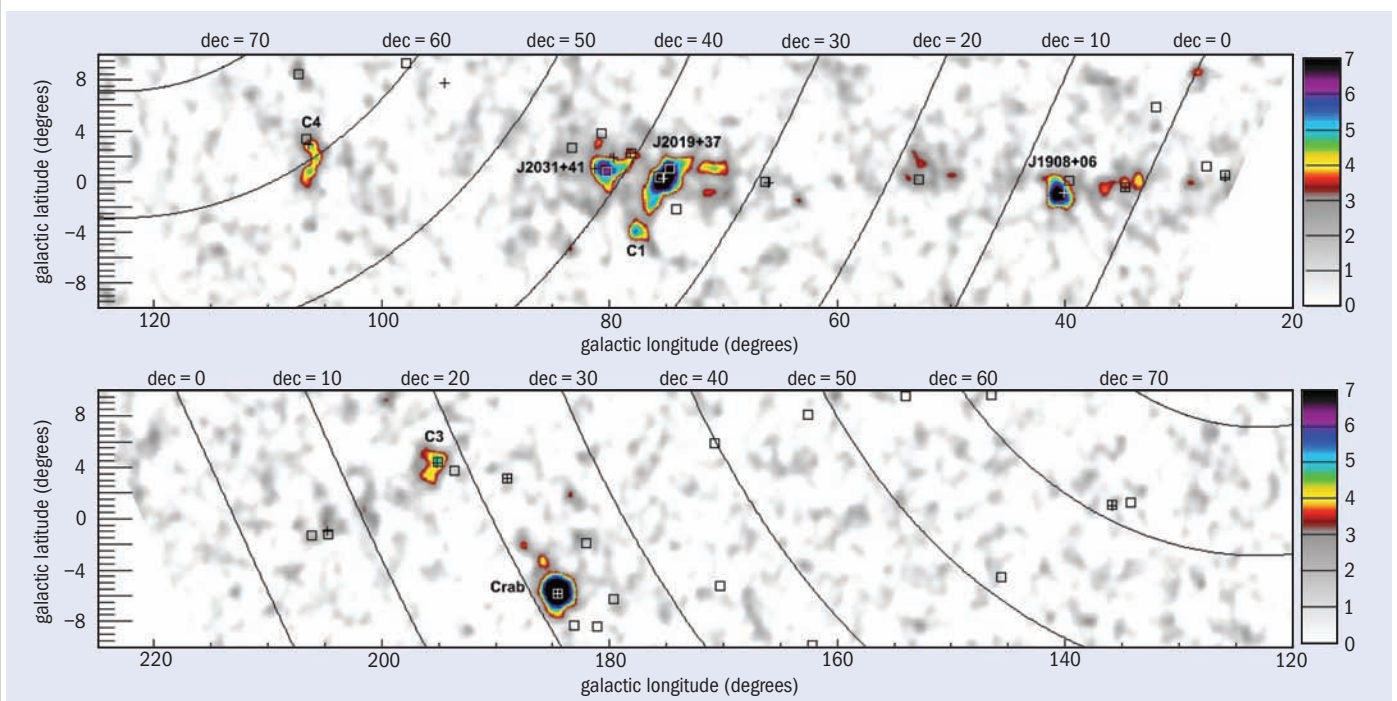 dec = 70 dec = 60 dec = 50 dec = 40 dec = 30 dec = 20 dec = 10 dec = 0
galactic latitude (degrees)
8
4
0
−4
−8
C4
J2031+41
J2019+37
C1
J1908+06
7
6
5
4
3
2
1
0
120 100 80 60 40 20
galactic longitude (degrees)
dec = 0 dec = 10 dec = 20 dec = 30 dec = 40 dec = 50 dec = 60 dec = 70
galactic latitude (degrees)
8
4
0
−4
−8
C3
Crab
7
6
5
4
3
2
1
0
220 200 180 160 140 120
galactic longitude (degrees)